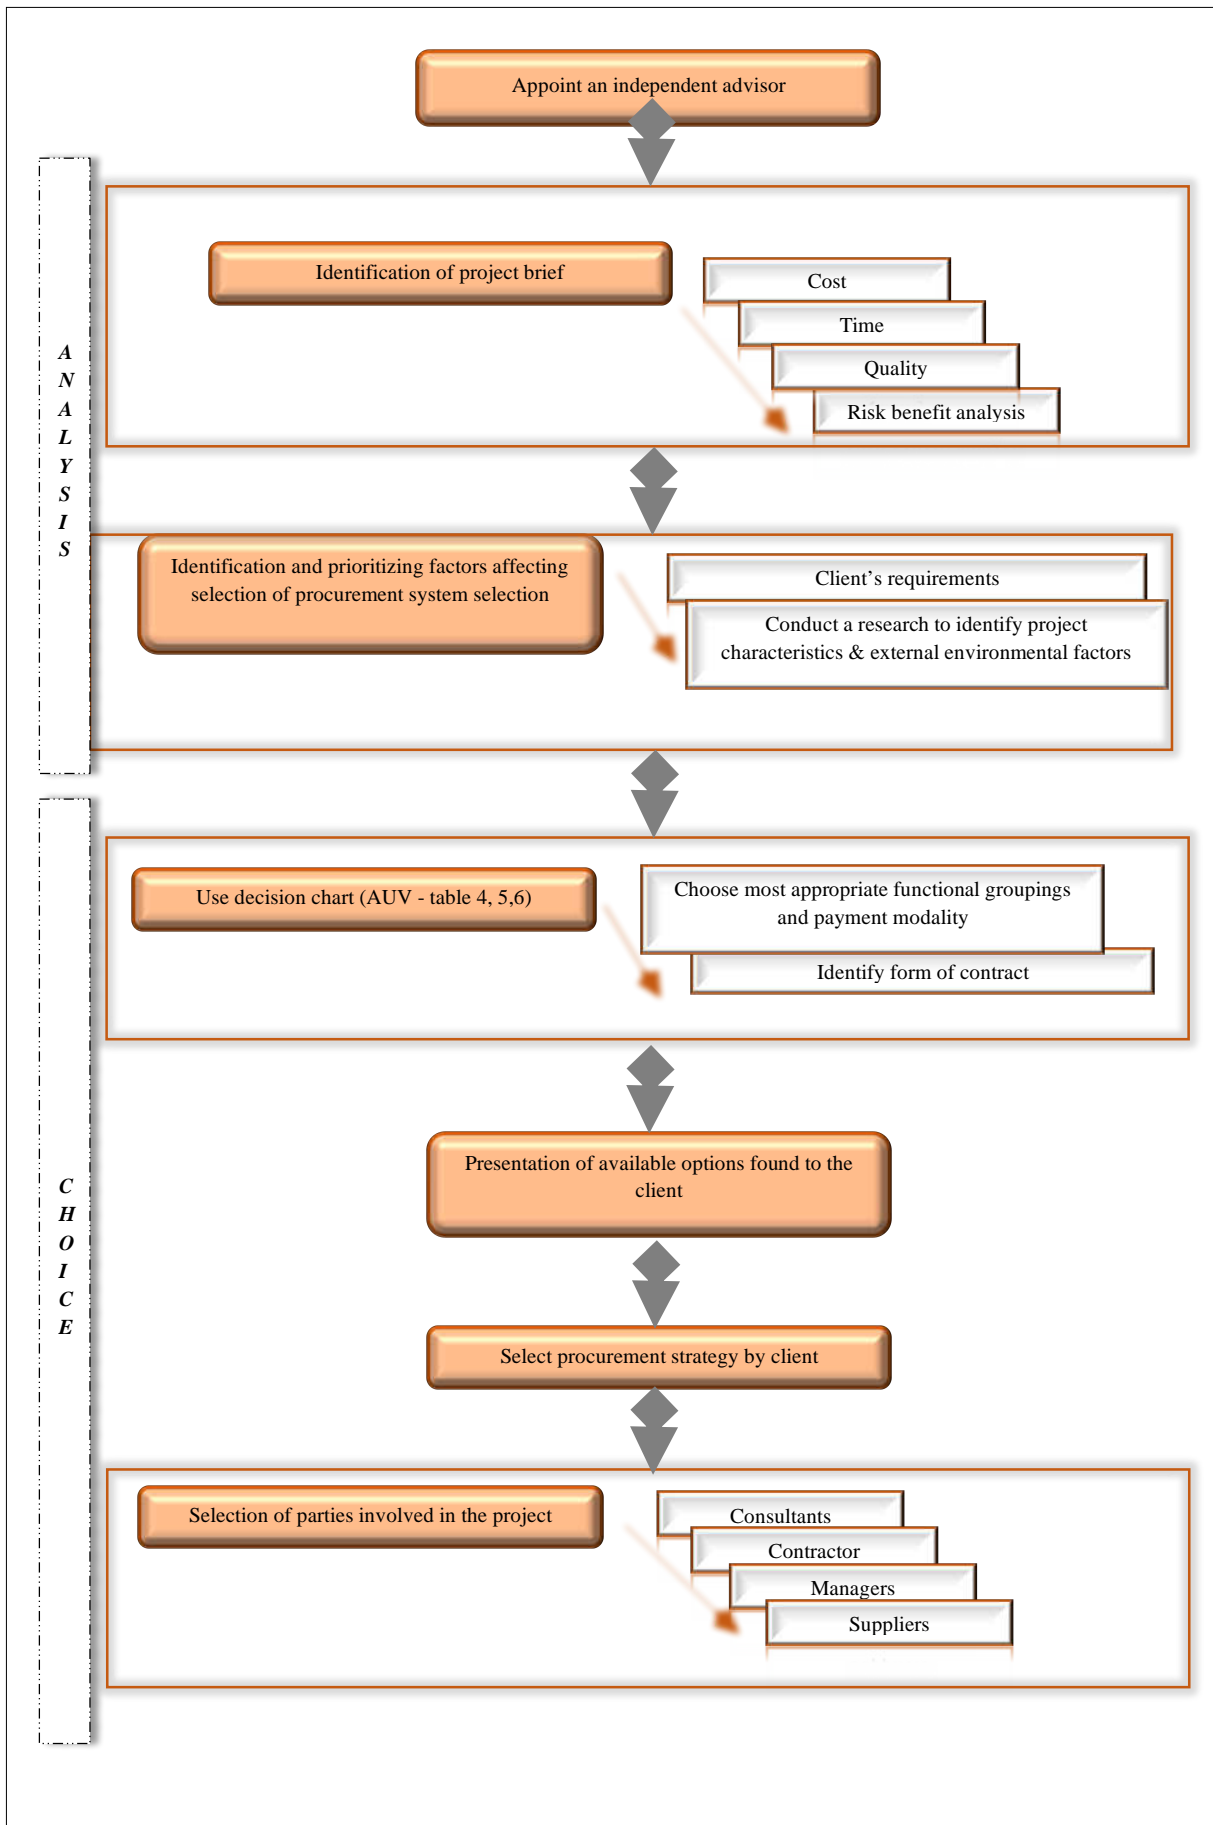 Appoint an independent advisor
A
N
A
L
Y
S
I
S
Identification of project brief
Cost
Time
Quality
Risk benefit analysis
Identification and prioritizing factors affecting
selection of procurement system selection
Client’s requirements
Conduct a research to identify project
characteristics & external environmental factors
C
H
O
I
C
E
Use decision chart (AUV - table 4, 5,6)
Choose most appropriate functional groupings
and payment modality
Identify form of contract
Presentation of available options found to the
client
Select procurement strategy by client
Selection of parties involved in the project
Consultants
Contractor
Managers
Suppliers